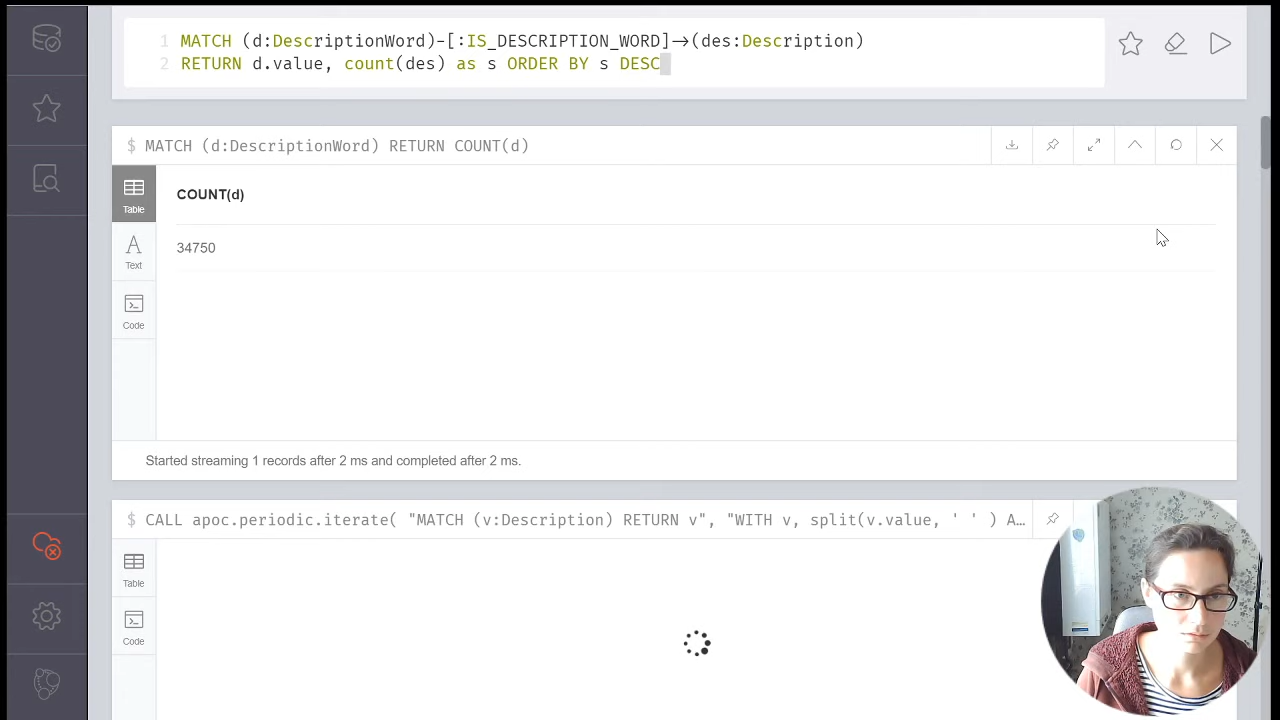 1 MATCH (d:DescriptionWord)-[:IS_DESCRIPTION_WORD]->(des:Description)
2 RETURN d.value, count(des) as s ORDER BY s DESC
$ MATCH (d:DescriptionWord) RETURN COUNT(d)
Table
COUNT(d)
A
Text
34750
Code
Started streaming 1 records after 2 ms and completed after 2 ms.
$ CALL apoc.periodic.iterate( "MATCH (v:Description) RETURN v", "WITH v, split(v.value, ' ' ) A…
Table
Code